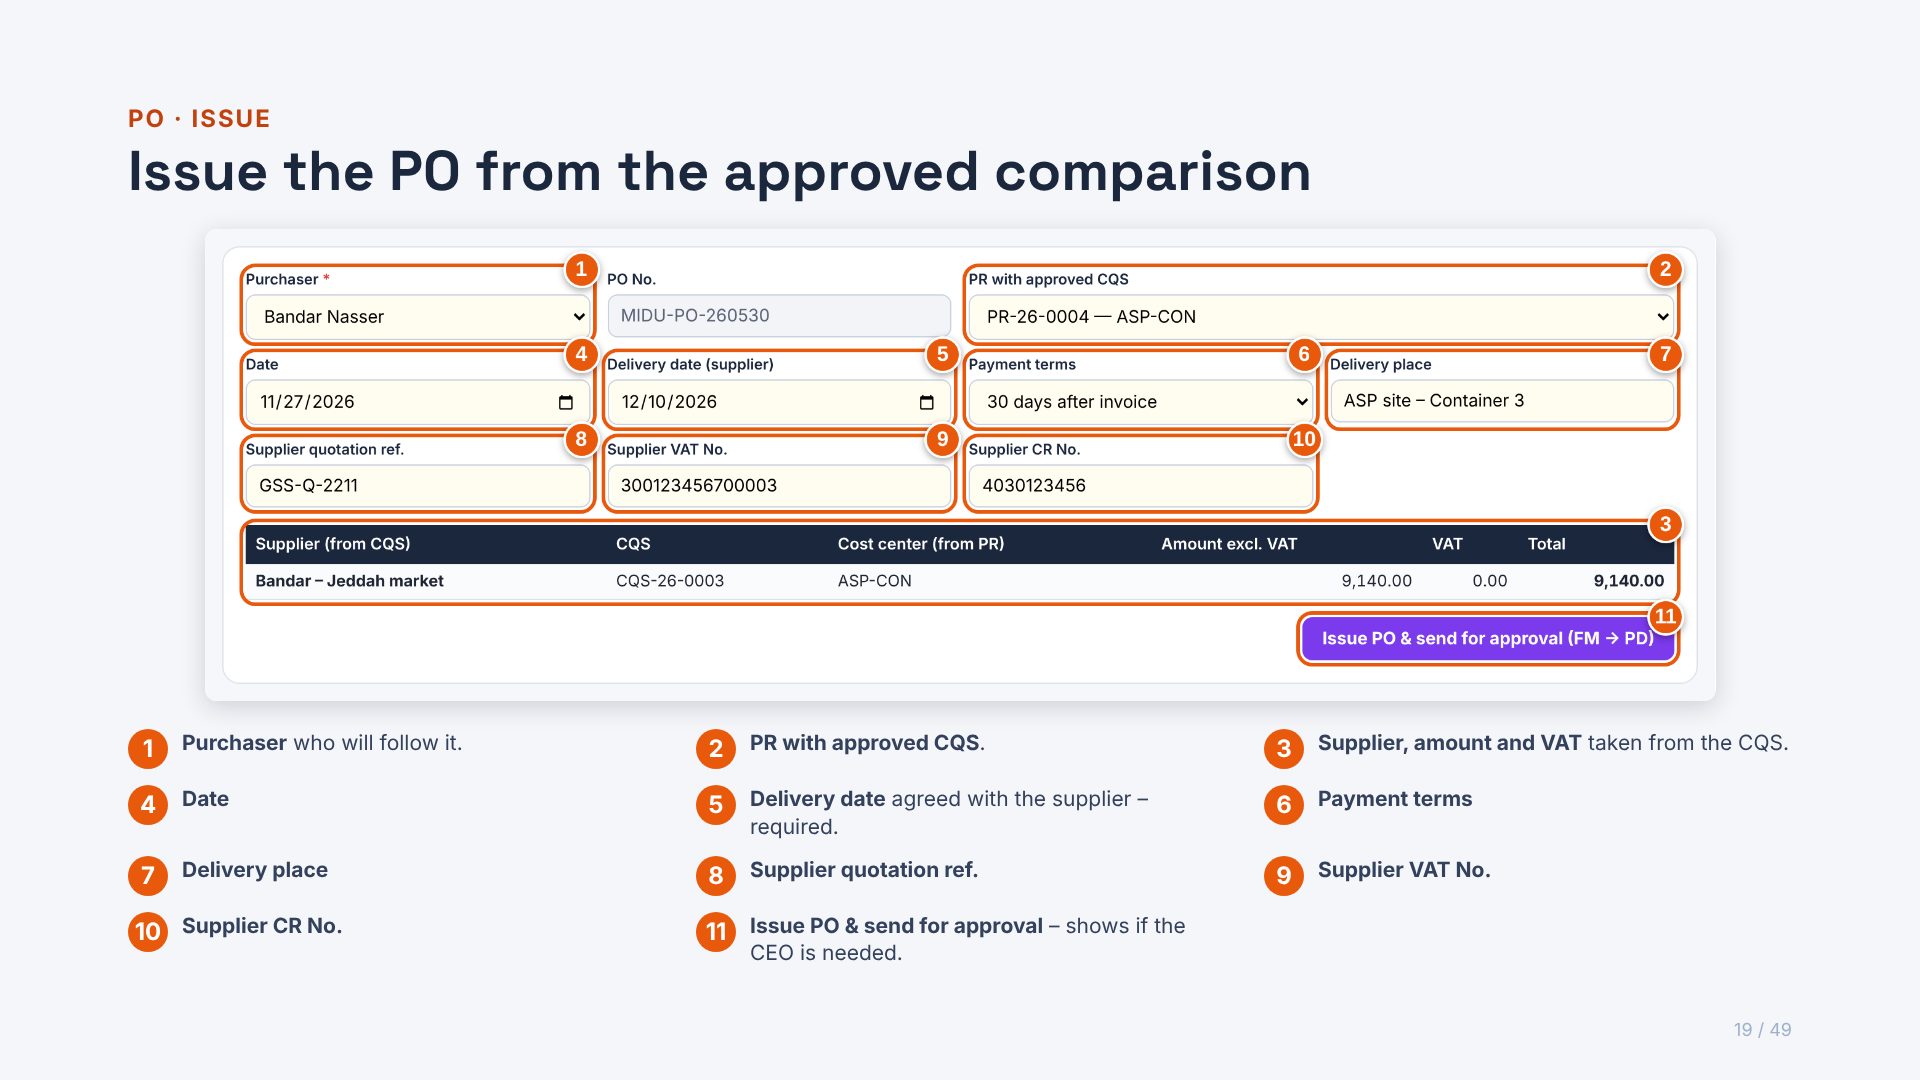 PO · ISSUE
Issue the PO from the approved comparison
Purchaser * 1
PO No.
PR with approved CQS 2
Bandar Nasser
MIDU-PO-260530
PR-26-0004 — ASP-CON
Date 4
Delivery date (supplier) 5
Payment terms 6
Delivery place 7
11/27/2026
12/10/2026
30 days after invoice
ASP site – Container 3
Supplier quotation ref. 8
Supplier VAT No. 9
Supplier CR No. 10
GSS-Q-2211
300123456700003
4030123456
3
Supplier (from CQS) CQS Cost center (from PR) Amount excl. VAT VAT Total
Bandar – Jeddah market CQS-26-0003 ASP-CON 9,140.00 0.00 9,140.00
11
Issue PO & send for approval (FM → PD)
1 Purchaser who will follow it.
2 PR with approved CQS.
3 Supplier, amount and VAT taken from the CQS.
4 Date
5 Delivery date agreed with the supplier –
required.
6 Payment terms
7 Delivery place
8 Supplier quotation ref.
9 Supplier VAT No.
10 Supplier CR No.
11 Issue PO & send for approval – shows if the
CEO is needed.
19 / 49